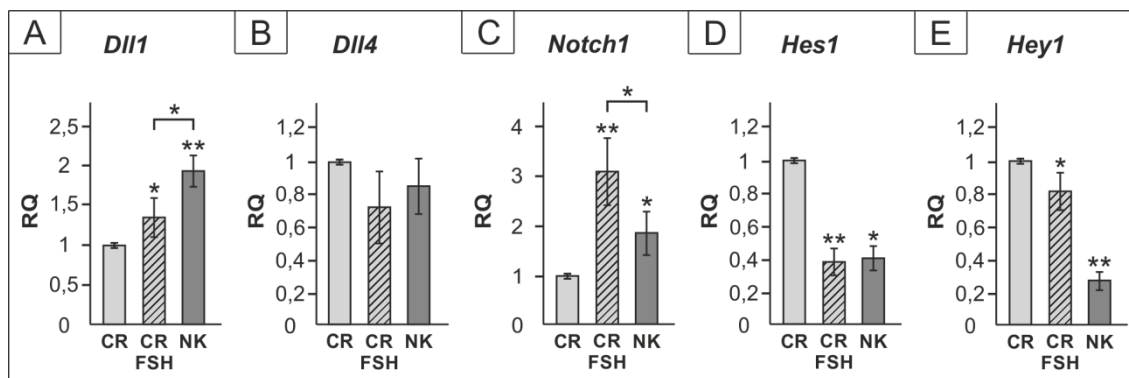 A Dll1
RQ
2,5
2
1,5
1
0,5
0
*
**
*
CR CR NK
FSH
B Dll4
RQ
1,2
1
0,8
0,6
0,4
0,2
0
CR CR NK
FSH
C Notch1
RQ
4
3
2
1
0
*
**
*
CR CR NK
FSH
D Hes1
RQ
1,2
1
0,8
0,6
0,4
0,2
0
** *
CR CR NK
FSH
E Hey1
RQ
1,2
1
0,8
0,6
0,4
0,2
0
*
**
CR CR NK
FSH